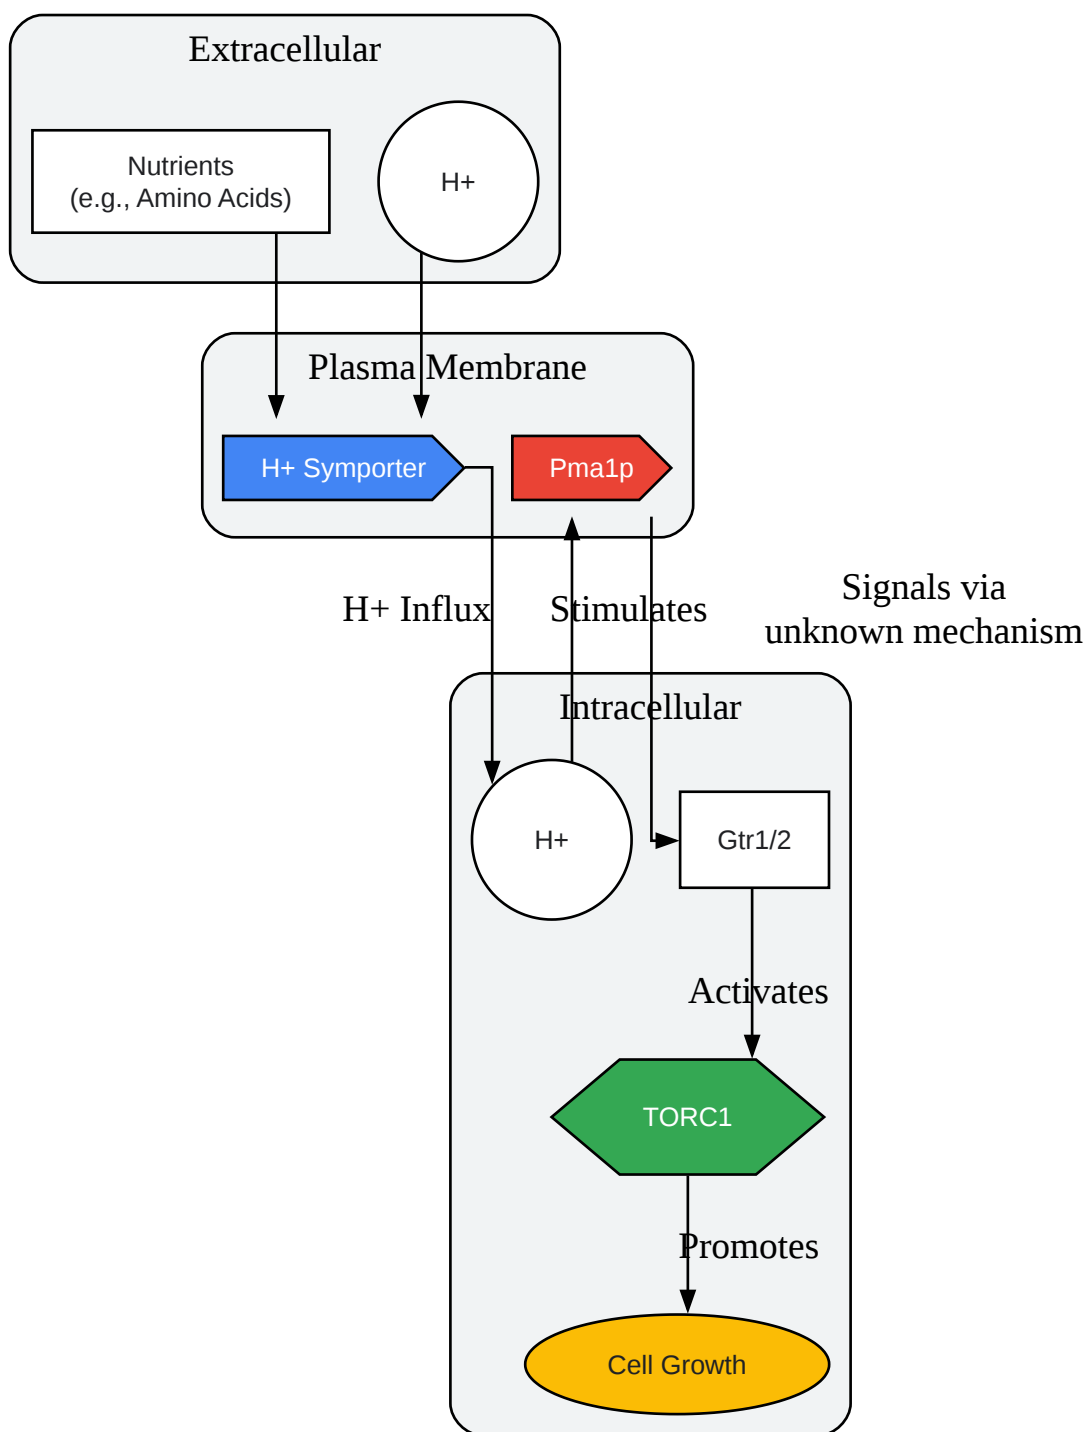 Extracellular
Nutrients
(e.g., Amino Acids)
H+
Plasma Membrane
H+ Symporter
Pma1p
H+ Influx
Stimulates
Signals via
unknown mechanism
Intracellular
H+
Gtr1/2
Activates
TORC1
Promotes
Cell Growth